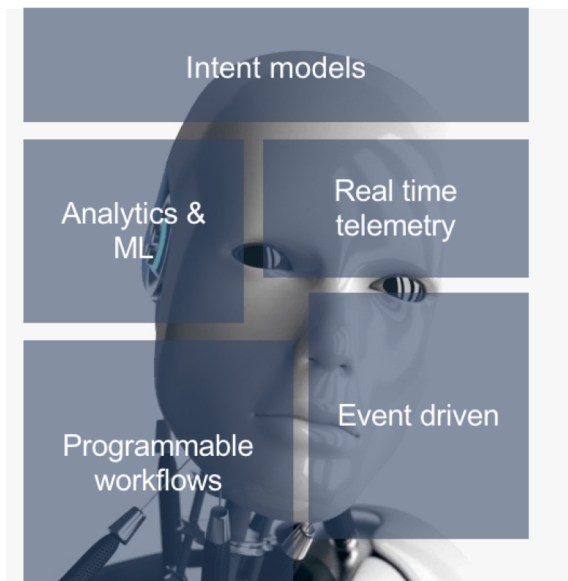 Intent models
Analytics &
ML
Real time
telemetry
Event driven
Programmable
workflows